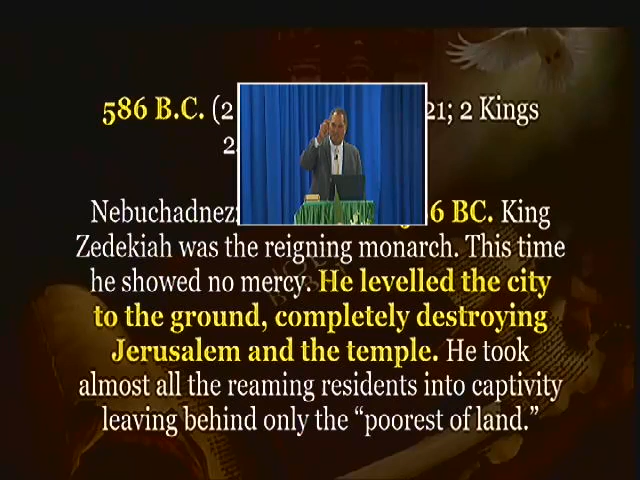 586 B.C. (2 21; 2 Kings
2
Nebuchadnezz 6 BC. King
Zedekiah was the reigning monarch. This time
he showed no mercy. He levelled the city
to the ground, completely destroying
Jerusalem and the temple. He took
almost all the reaming residents into captivity
leaving behind only the “poorest of land.”